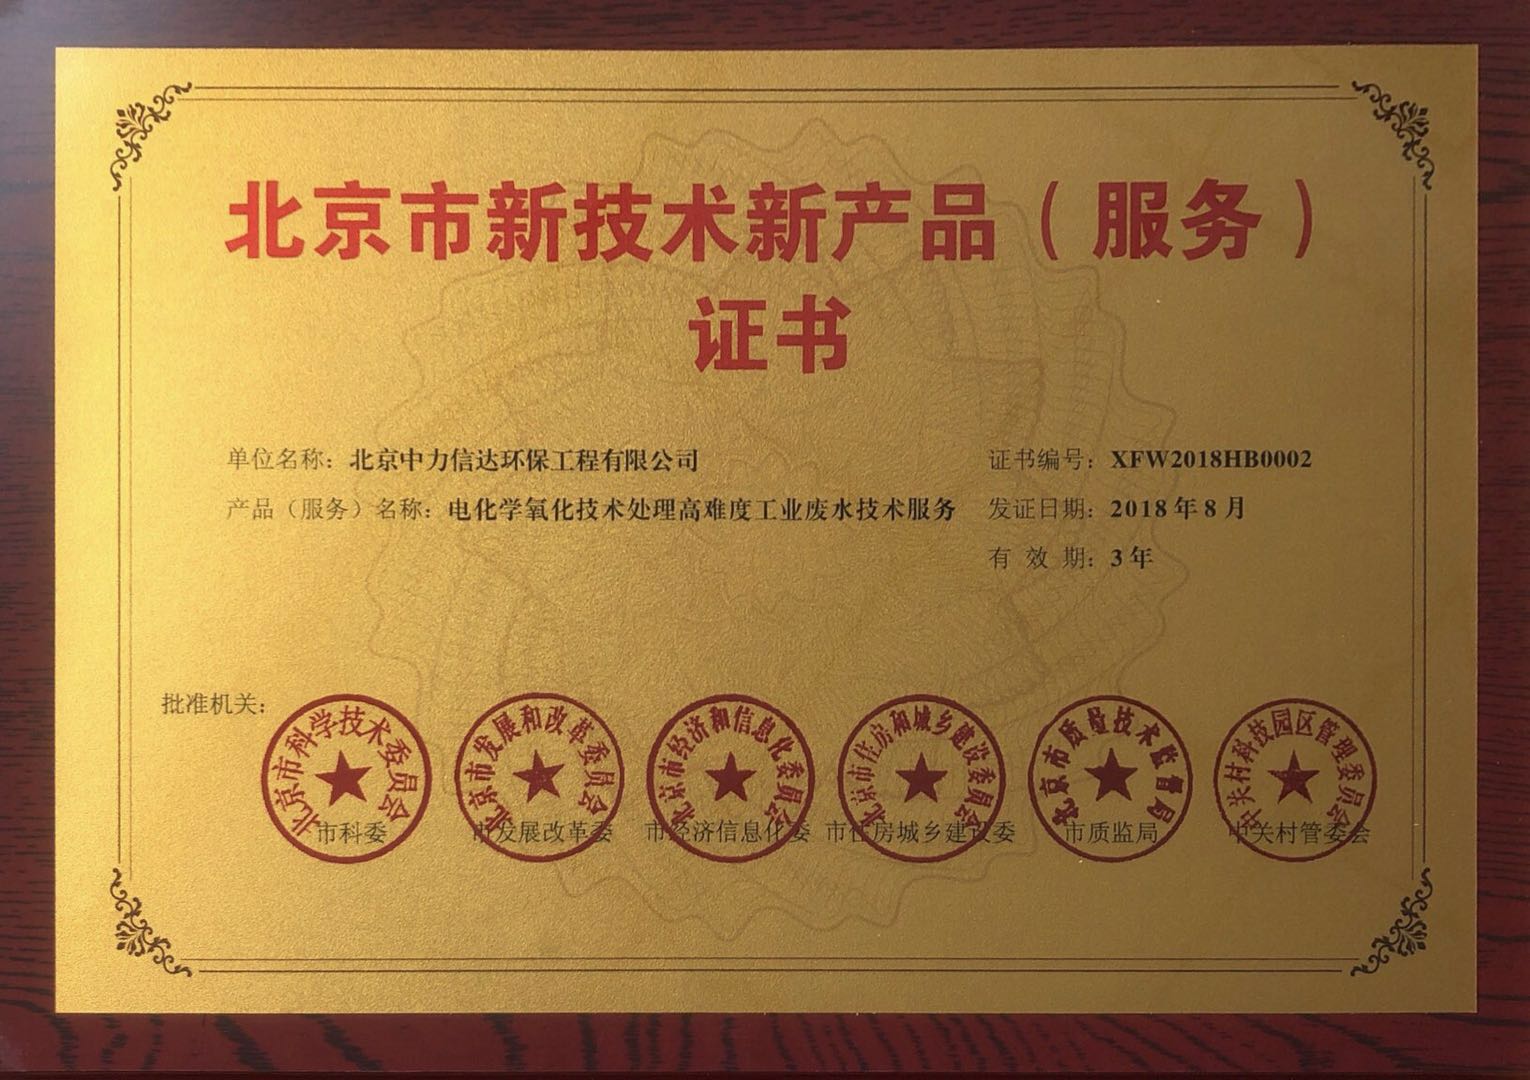 北京市新技术新产品（服务）
证书
单位名称：北京中力信达环保工程有限公司
证书编号：XFW2018HB0002
产品（服务）名称：电化学氧化技术处理高难度工业废水技术服务
发证日期：2018年8月
有 效 期：3年
批准机关：
北京市科学技术委员会
市科委
北京市发展和改革委员会
市发展改革委
北京市经济和信息化委员会
市经济信息化委
北京市住房和城乡建设委员会
市住房城乡建设委
北京市质量技术监督局
市质监局
中关村科技园区管理委员会
中关村管委会